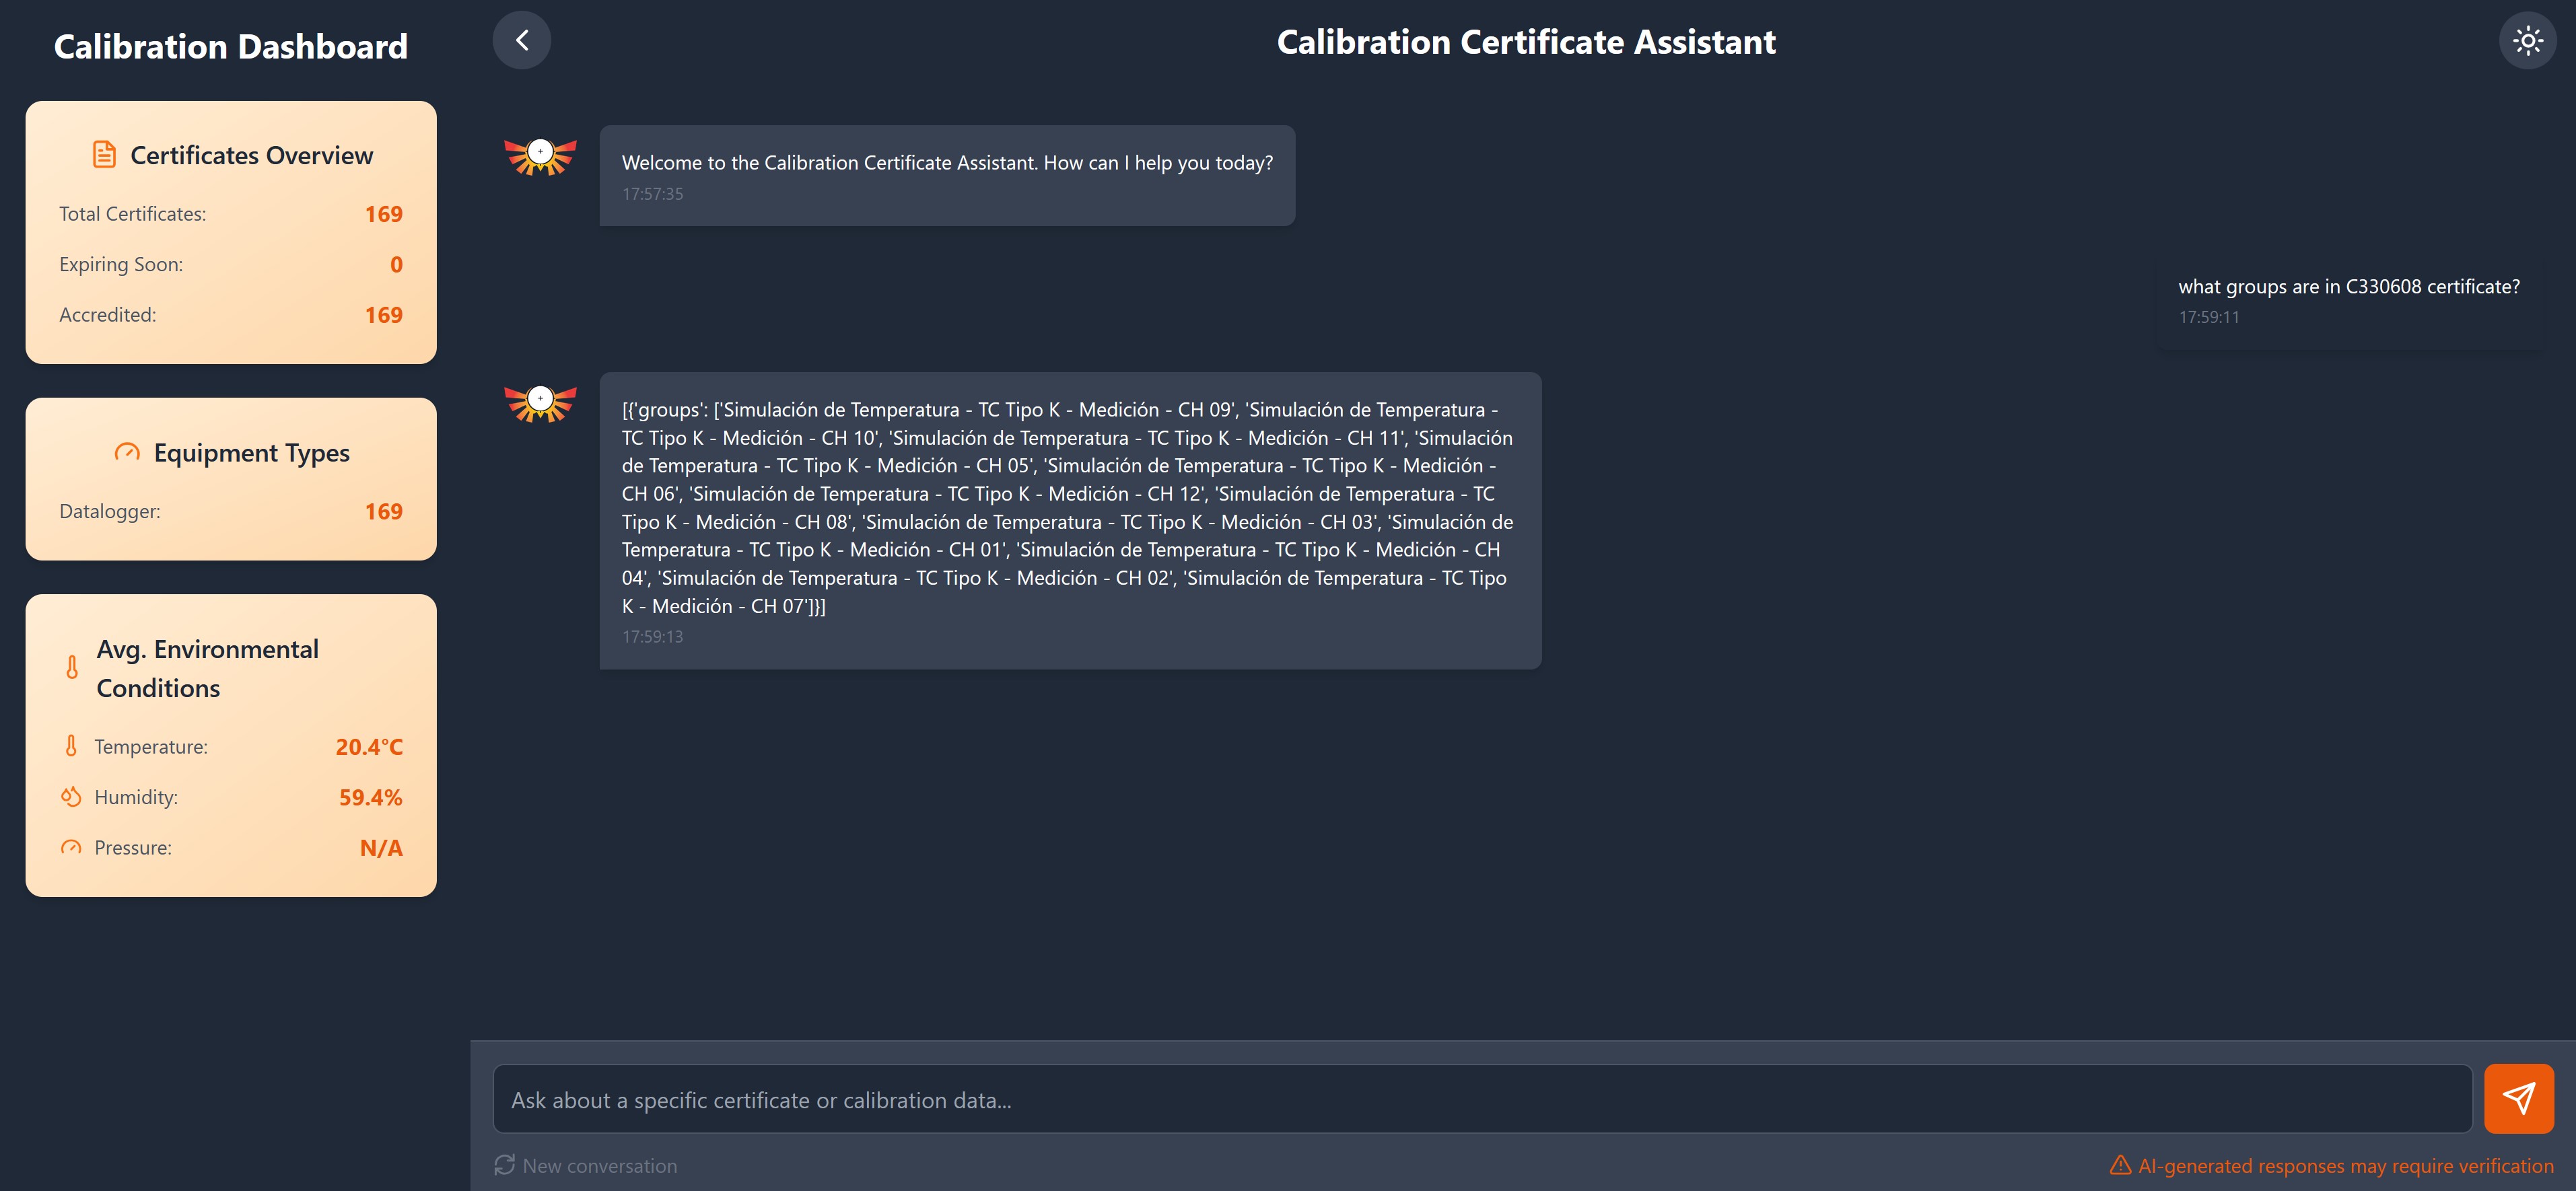 Calibration Dashboard
Certificates Overview
Total Certificates: 169
Expiring Soon: 0
Accredited: 169
Equipment Types
Datalogger: 169
Avg. Environmental
Conditions
Temperature: 20.4°C
Humidity: 59.4%
Pressure: N/A
Calibration Certificate Assistant
Welcome to the Calibration Certificate Assistant. How can I help you today?
17:57:35
what groups are in C330608 certificate?
17:59:11
[{'groups': ['Simulación de Temperatura - TC Tipo K - Medición - CH 09', 'Simulación de Temperatura -
TC Tipo K - Medición - CH 10', 'Simulación de Temperatura - TC Tipo K - Medición - CH 11', 'Simulación
de Temperatura - TC Tipo K - Medición - CH 05', 'Simulación de Temperatura - TC Tipo K - Medición -
CH 06', 'Simulación de Temperatura - TC Tipo K - Medición - CH 12', 'Simulación de Temperatura - TC
Tipo K - Medición - CH 08', 'Simulación de Temperatura - TC Tipo K - Medición - CH 03', 'Simulación de
Temperatura - TC Tipo K - Medición - CH 01', 'Simulación de Temperatura - TC Tipo K - Medición - CH
04', 'Simulación de Temperatura - TC Tipo K - Medición - CH 02', 'Simulación de Temperatura - TC Tipo
K - Medición - CH 07']}]
17:59:13
Ask about a specific certificate or calibration data...
New conversation
AI-generated responses may require verification